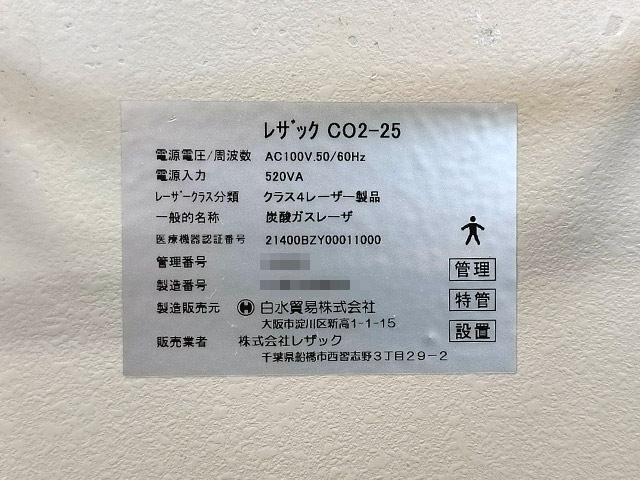 ﾚｻﾞｯｸ CO2-25
電源電圧/周波数 AC100V.50/60Hz
電源入力 520VA
ﾚｰｻﾞｰクラス分類 クラス4レーザー製品
一般的名称 炭酸ガスレーザ
医療機器認証番号 21400BZY00011000
管理番号
製造番号
製造販売元 白水貿易株式会社
大阪市淀川区新高1-1-15
販売業者 株式会社レザック
千葉県船橋市西習志野3丁目29-2
管理
特管
設置